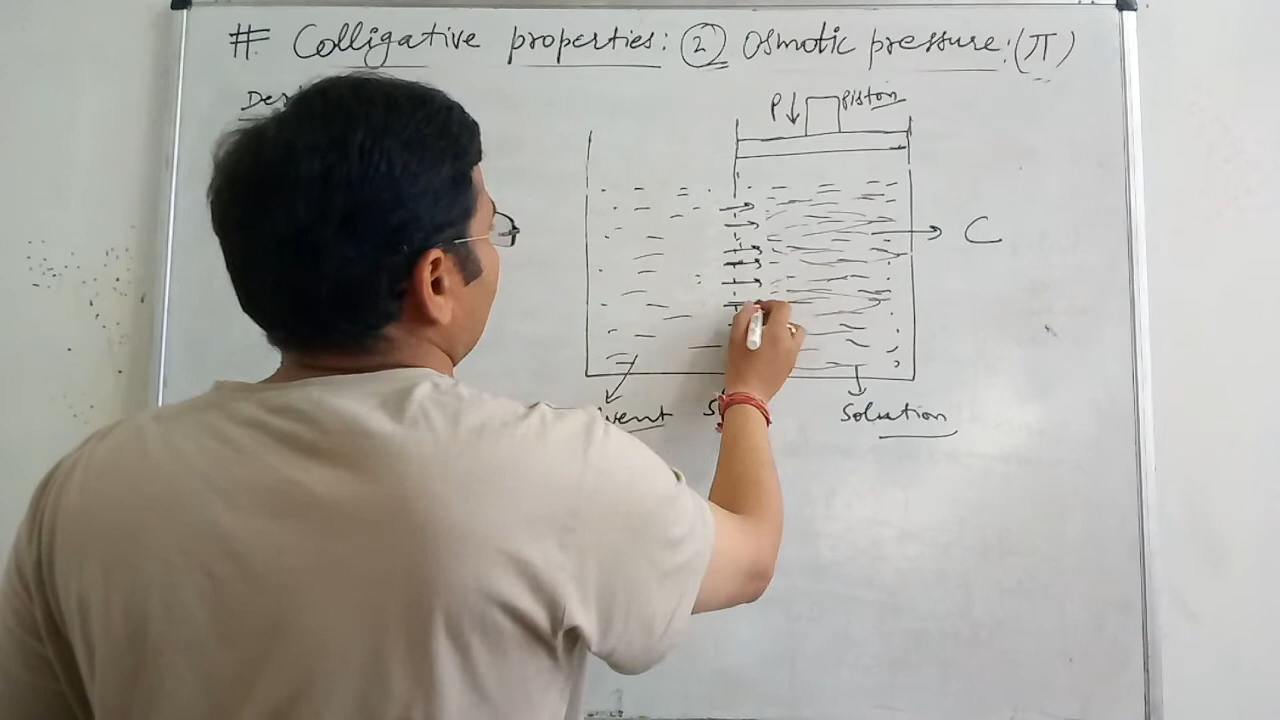 # Colligative properties: ② Osmotic pressure: (π)
P↓ piston
C
Solution